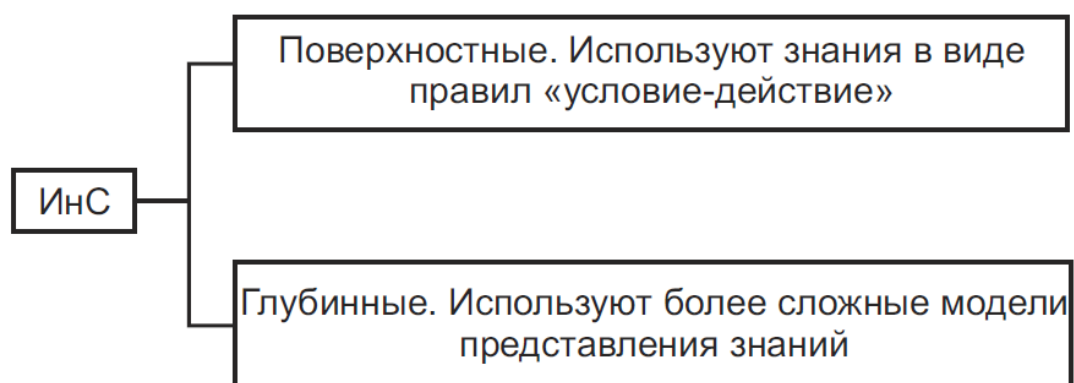 Поверхностные. Используют знания в виде
правил «условие-действие»
ИнС
Глубинные. Используют более сложные модели
представления знаний